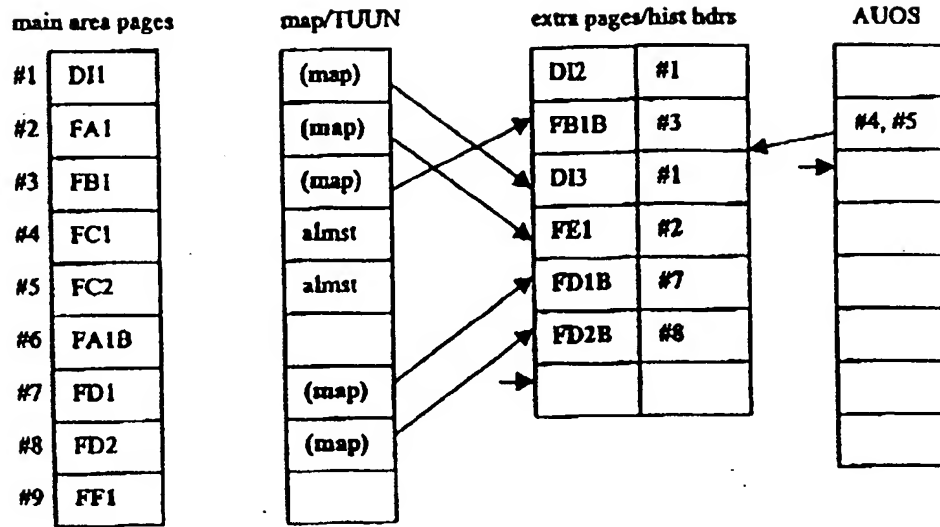 main area pages map/TUUN extra pages/hist hdrs AUOS
#1 DI1 (map) DI2 #1
#2 FA1 (map) FB1B #3 #4, #5
#3 FB1 (map) DI3 #1
#4 FC1 almst FE1 #2
#5 FC2 almst FD1B #7
#6 FA1B FD2B #8
#7 FD1 (map)
#8 FD2 (map)
#9 FF1